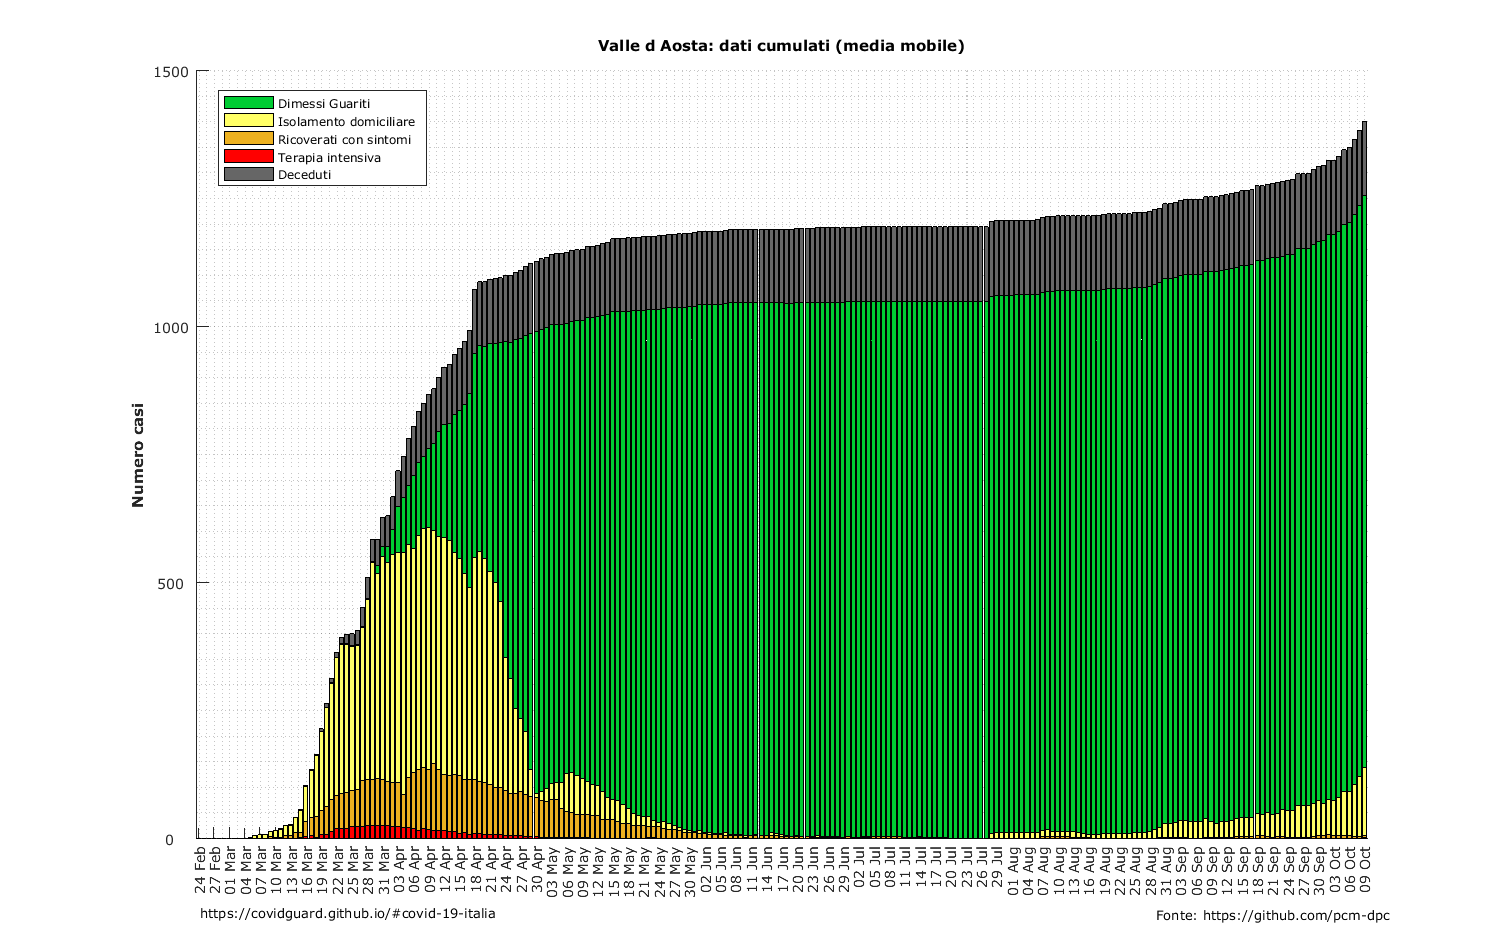 Valle d Aosta: dati cumulati (media mobile)
1500
1000
500
0
Numero casi
Dimessi Guariti
Isolamento domiciliare
Ricoverati con sintomi
Terapia intensiva
Deceduti
24 Feb
27 Feb
01 Mar
04 Mar
07 Mar
10 Mar
13 Mar
16 Mar
19 Mar
22 Mar
25 Mar
28 Mar
31 Mar
03 Apr
06 Apr
09 Apr
12 Apr
15 Apr
18 Apr
21 Apr
24 Apr
27 Apr
30 Apr
03 May
06 May
09 May
12 May
15 May
18 May
21 May
24 May
27 May
30 May
02 Jun
05 Jun
08 Jun
11 Jun
14 Jun
17 Jun
20 Jun
23 Jun
26 Jun
29 Jun
02 Jul
05 Jul
08 Jul
11 Jul
14 Jul
17 Jul
20 Jul
23 Jul
26 Jul
29 Jul
01 Aug
04 Aug
07 Aug
10 Aug
13 Aug
16 Aug
19 Aug
22 Aug
25 Aug
28 Aug
31 Aug
03 Sep
06 Sep
09 Sep
12 Sep
15 Sep
18 Sep
21 Sep
24 Sep
27 Sep
30 Sep
03 Oct
06 Oct
09 Oct
https://covidguard.github.io/#covid-19-italia
Fonte: https://github.com/pcm-dpc